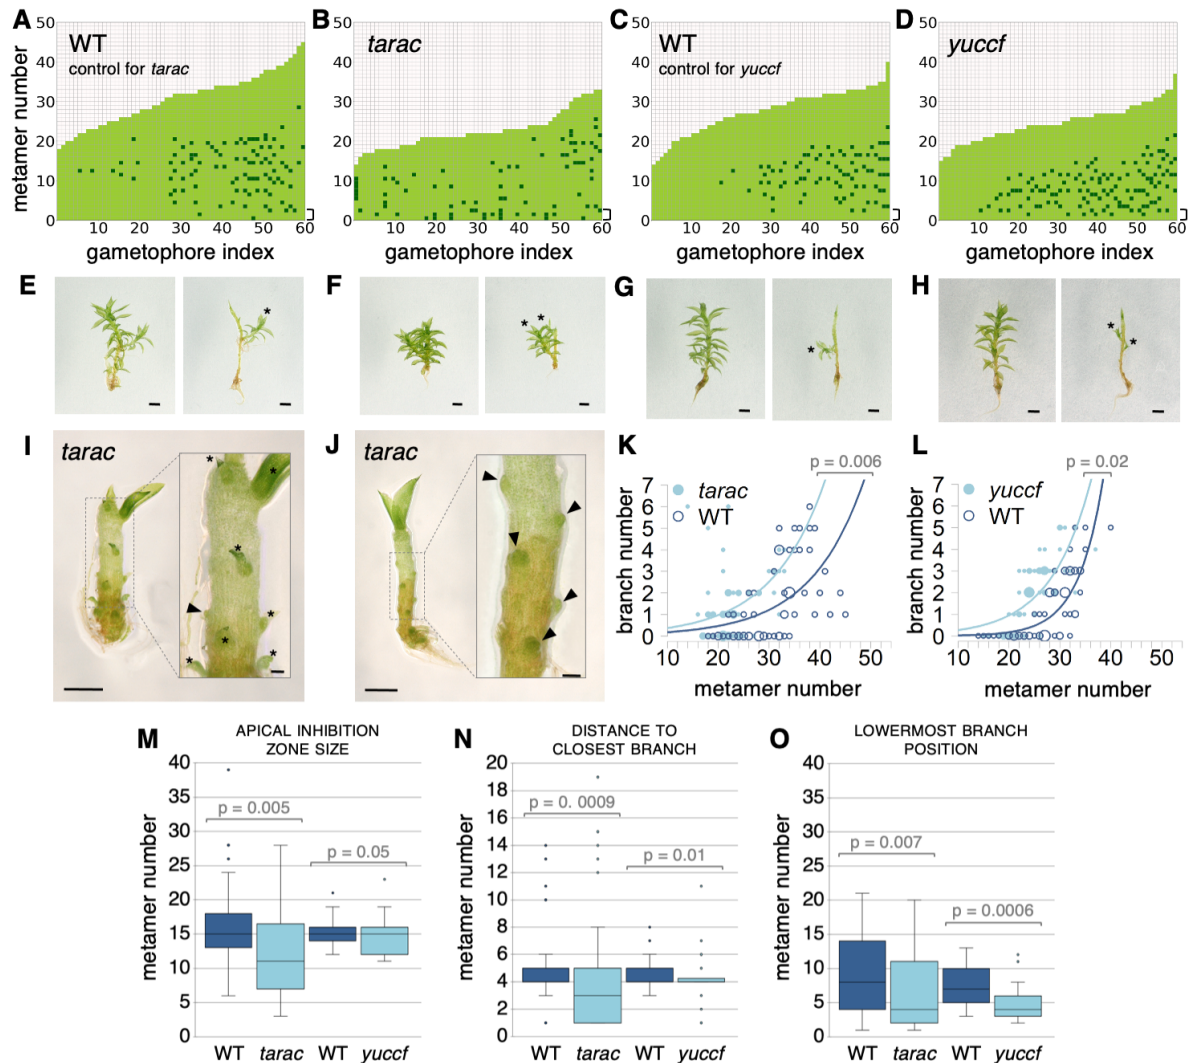 A
WT
control for tarac
metamer number
50
40
30
20
10
0
10 20 30 40 50 60
gametophore index
B
tarac
50
40
30
20
10
0
10 20 30 40 50 60
gametophore index
C
WT
control for yuccf
50
40
30
20
10
0
10 20 30 40 50 60
gametophore index
D
yuccf
50
40
30
20
10
0
10 20 30 40 50 60
gametophore index
E
*
F
* *
G
*
H
*
*
I
tarac
*
*
*
*
*
*
J
tarac
K
p = 0.006
tarac
WT
branch number
7
6
5
4
3
2
1
0
10 20 30 40 50
metamer number
L
p = 0.02
yuccf
WT
branch number
7
6
5
4
3
2
1
0
10 20 30 40 50
metamer number
M
APICAL INHIBITION
ZONE SIZE
metamer number
40
35
30
25
20
15
10
5
0
p = 0.005
p = 0.05
WT tarac WT yuccf
N
DISTANCE TO
CLOSEST BRANCH
metamer number
20
18
16
14
12
10
8
6
4
2
0
p = 0. 0009
p = 0.01
WT tarac WT yuccf
O
LOWERMOST BRANCH
POSITION
metamer number
40
35
30
25
20
15
10
5
0
p = 0.007
p = 0.0006
WT tarac WT yuccf